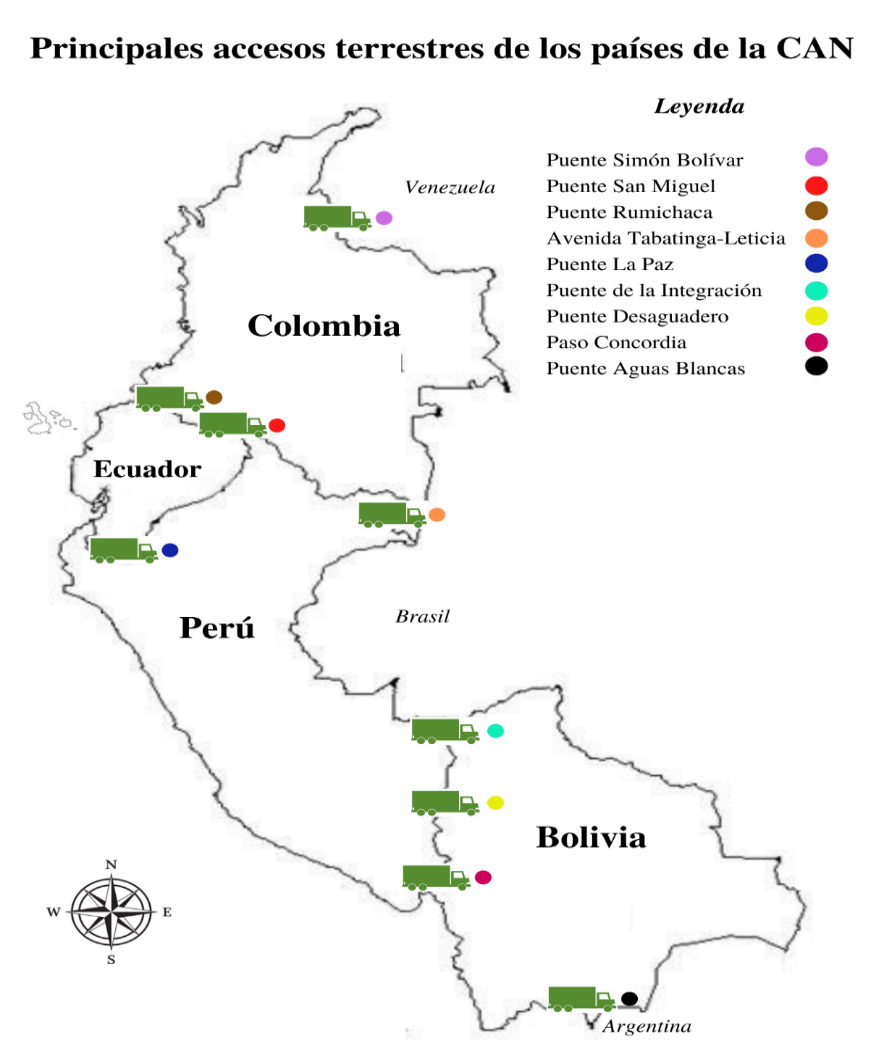 Principales accesos terrestres de los países de la CAN
Leyenda
Puente Simón Bolívar
Puente San Miguel
Puente Rumichaca
Avenida Tabatinga-Leticia
Puente La Paz
Puente de la Integración
Puente Desaguadero
Paso Concordia
Puente Aguas Blancas
Venezuela
Colombia
Ecuador
Brasil
Perú
Bolivia
N
W E
S
Argentina